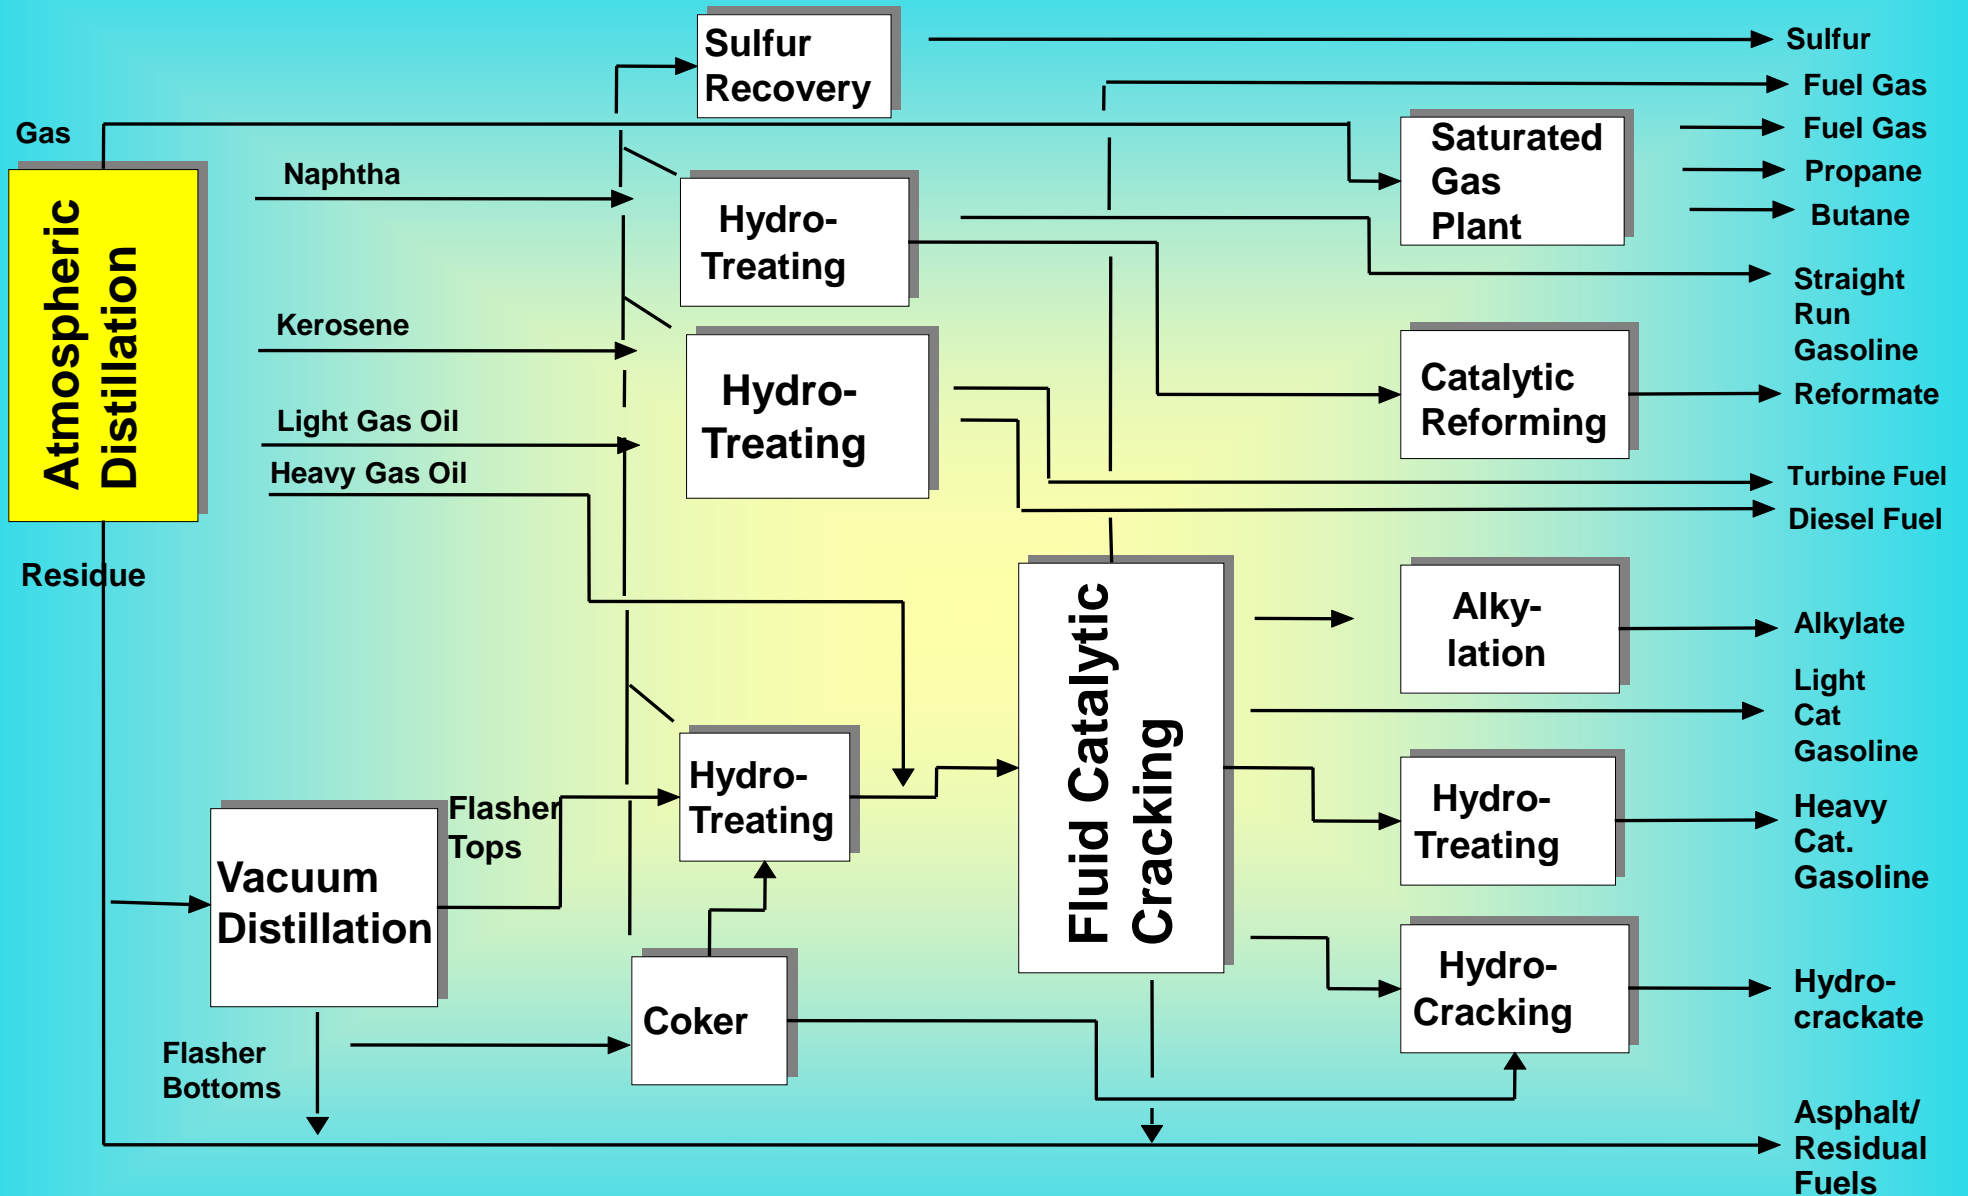 Sulfur
Recovery
Sulfur
Fuel Gas
Gas
Saturated
Gas
Plant
Fuel Gas
Propane
Butane
Atmospheric
Distillation
Naphtha
Hydro-
Treating
Straight
Run
Gasoline
Kerosene
Hydro-
Treating
Catalytic
Reforming
Reformate
Light Gas Oil
Heavy Gas Oil
Turbine Fuel
Diesel Fuel
Residue
Fluid Catalytic
Cracking
Alky-
lation
Alkylate
Light
Cat
Gasoline
Flasher
Tops
Hydro-
Treating
Hydro-
Treating
Heavy
Cat.
Gasoline
Vacuum
Distillation
Coker
Hydro-
Cracking
Hydro-
crackate
Flasher
Bottoms
Asphalt/
Residual
Fuels